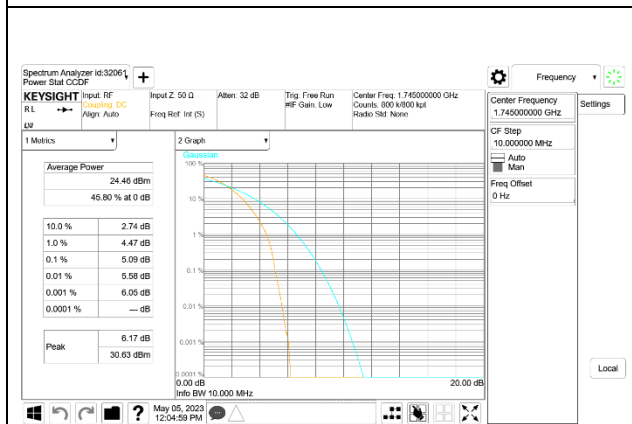 Spectrum Analyzer id:32061
Power Stat CCDF
Frequency
KEYSIGHT
RL
Input: RF
Coupling: DC
Align: Auto
Input Z: 50 Ω
Freq Ref: Int (S)
Atten: 32 dB
Trig: Free Run
#IF Gain: Low
Center Freq: 1.745000000 GHz
Counts: 800 k/800 kpt
Radio Std: None
1 Metrics
2 Graph
Average Power
24.46 dBm
45.80 % at 0 dB
10.0 % 2.74 dB
1.0 % 4.47 dB
0.1 % 5.09 dB
0.01 % 5.58 dB
0.001 % 6.05 dB
0.0001 % --- dB
Peak
6.17 dB
30.63 dBm
Gaussian
100 %
10 %
1 %
0.1 %
0.01 %
0.001 %
0.0001 %
0.00 dB 20.00 dB
Info BW 10.000 MHz
Center Frequency
1.745000000 GHz
CF Step
10.000000 MHz
Auto
Man
Freq Offset
0 Hz
Settings
Local
?
May 05, 2023
12:04:59 PM